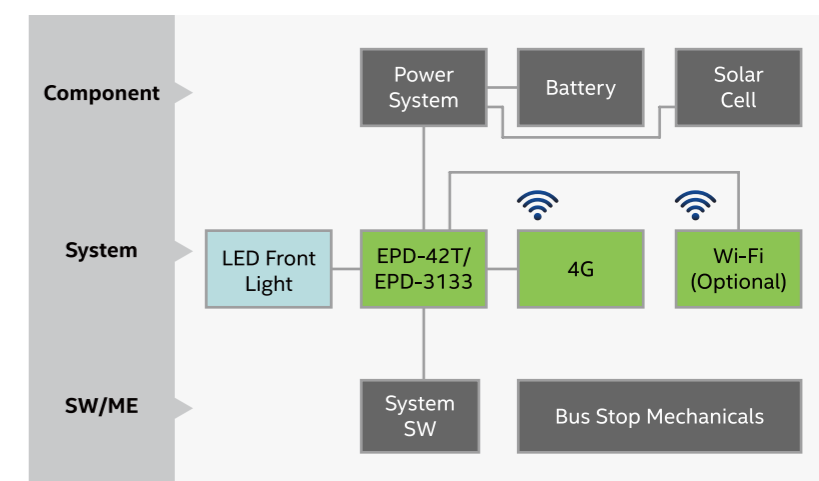 Component
Power
System
Battery
Solar
Cell
System
LED Front
Light
EPD-42T/
EPD-3133
4G
Wi-Fi
(Optional)
SW/ME
System
SW
Bus Stop Mechanicals